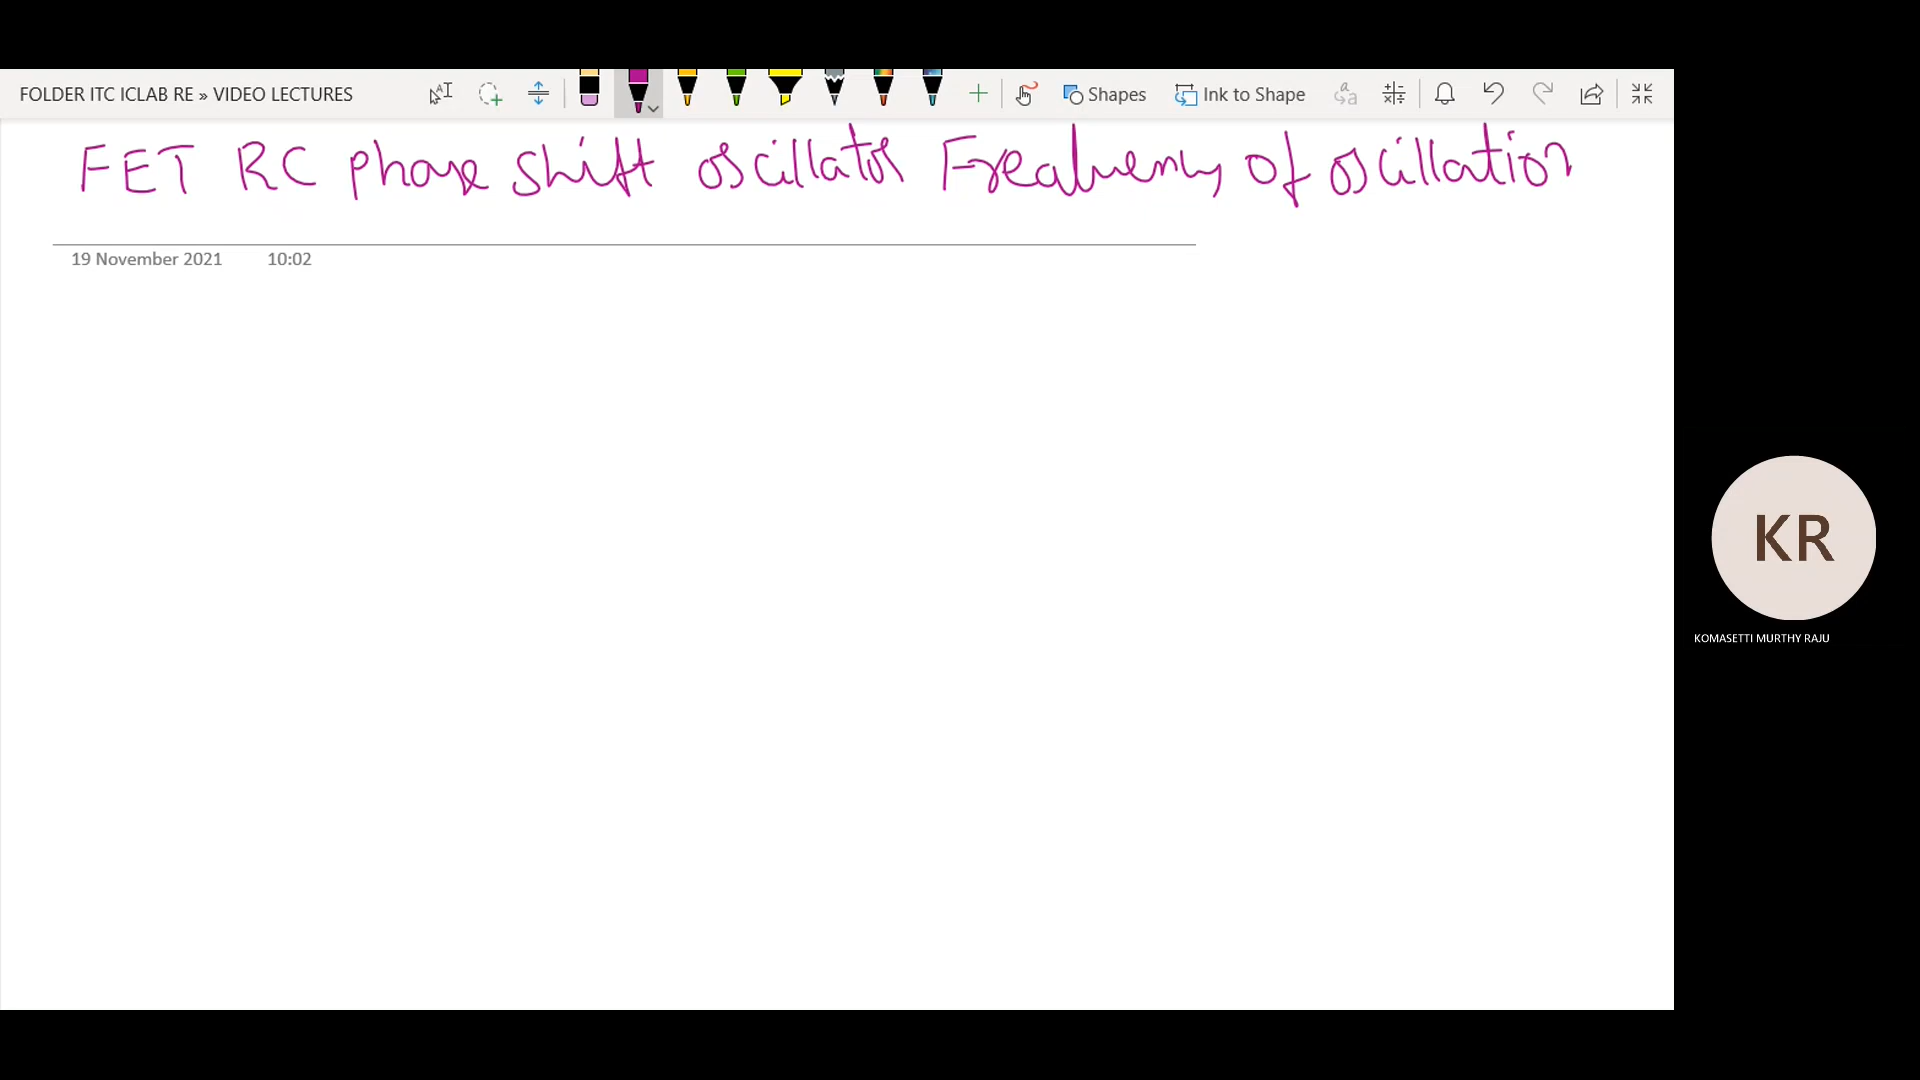 FOLDER ITC ICLAB RE » VIDEO LECTURES
Shapes
Ink to Shape
FET RC phase shift oscillator Frequency of oscillation
19 November 2021 10:02
KR
KOMASETTI MURTHY RAJU